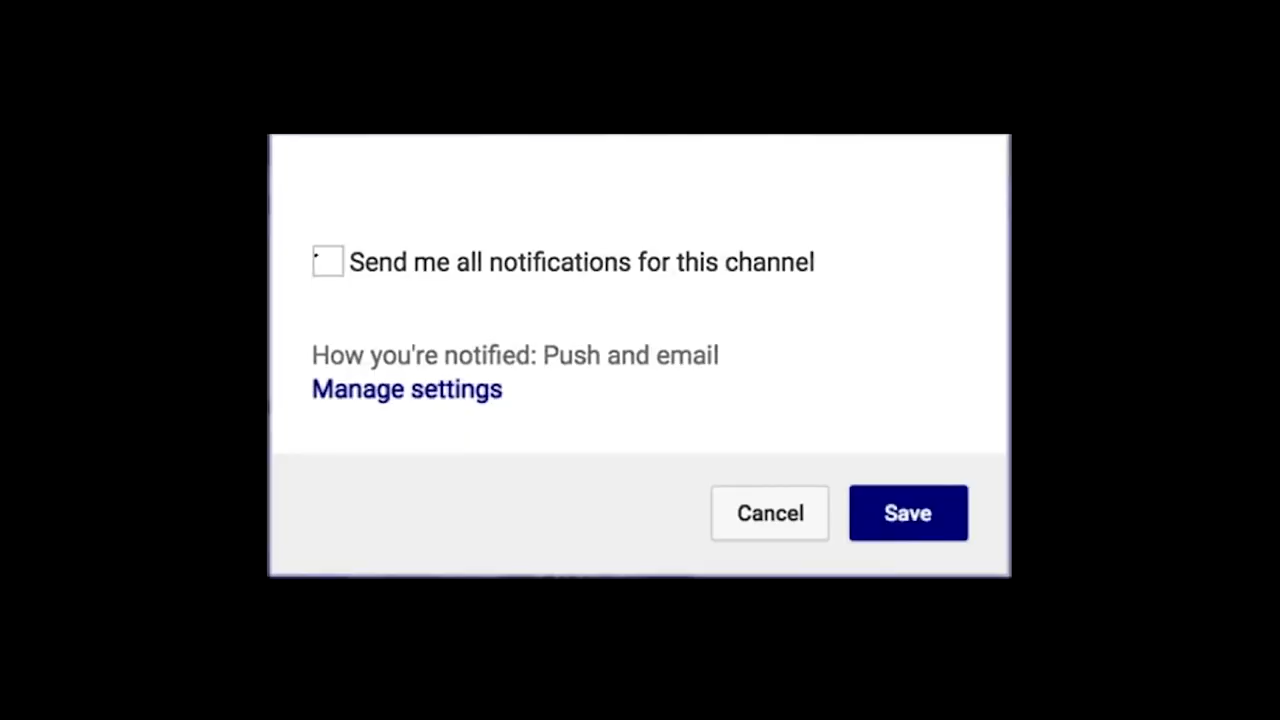 Send me all notifications for this channel
How you're notified: Push and email
Manage settings
Cancel
Save